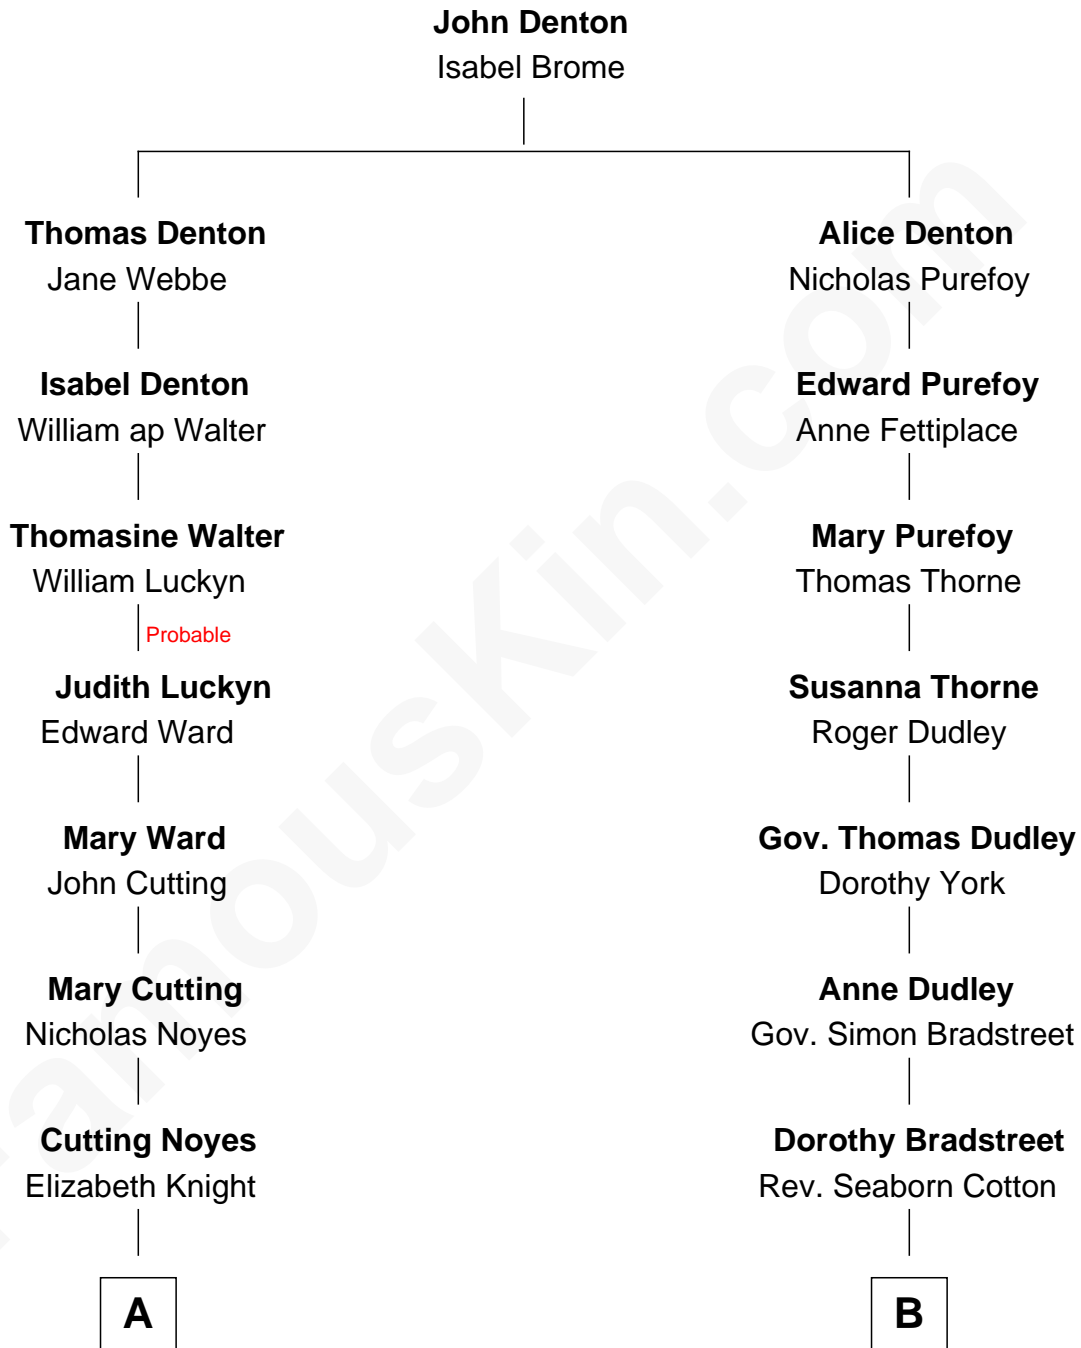 John Denton
Isabel Brome
Thomas Denton
Jane Webbe
Alice Denton
Nicholas Purefoy
Isabel Denton
William ap Walter
Edward Purefoy
Anne Fettiplace
Thomasine Walter
William Luckyn
Mary Purefoy
Thomas Thorne
Probable
Judith Luckyn
Edward Ward
Susanna Thorne
Roger Dudley
Mary Ward
John Cutting
Gov. Thomas Dudley
Dorothy York
Mary Cutting
Nicholas Noyes
Anne Dudley
Gov. Simon Bradstreet
Cutting Noyes
Elizabeth Knight
Dorothy Bradstreet
Rev. Seaborn Cotton
A
B
FamousKin.com